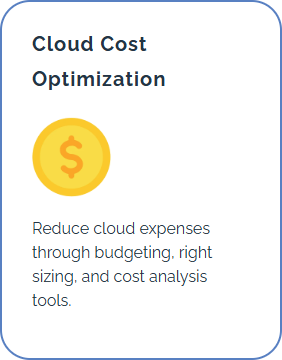 Cloud Cost
Optimization
$
Reduce cloud expenses
through budgeting, right
sizing, and cost analysis
tools.